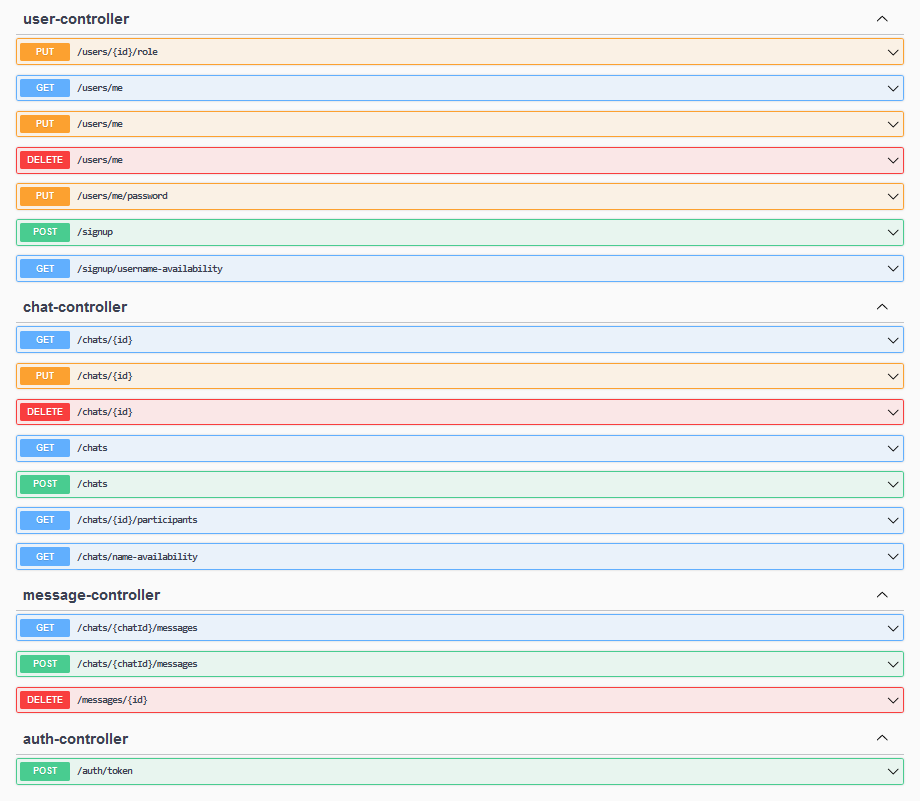 user-controller
PUT /users/{id}/role
GET /users/me
PUT /users/me
DELETE /users/me
PUT /users/me/password
POST /signup
GET /signup/username-availability
chat-controller
GET /chats/{id}
PUT /chats/{id}
DELETE /chats/{id}
GET /chats
POST /chats
GET /chats/{id}/participants
GET /chats/name-availability
message-controller
GET /chats/{chatId}/messages
POST /chats/{chatId}/messages
DELETE /messages/{id}
auth-controller
POST /auth/token